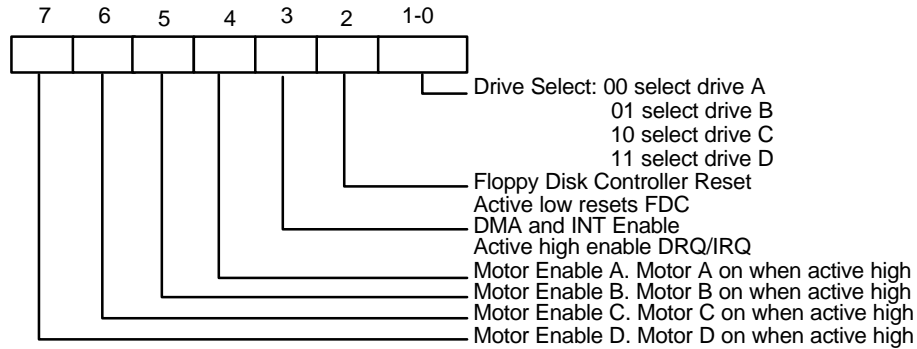 7 6 5 4 3 2 1-0
Drive Select: 00 select drive A
01 select drive B
10 select drive C
11 select drive D
Floppy Disk Controller Reset
Active low resets FDC
DMA and INT Enable
Active high enable DRQ/IRQ
Motor Enable A. Motor A on when active high
Motor Enable B. Motor B on when active high
Motor Enable C. Motor C on when active high
Motor Enable D. Motor D on when active high